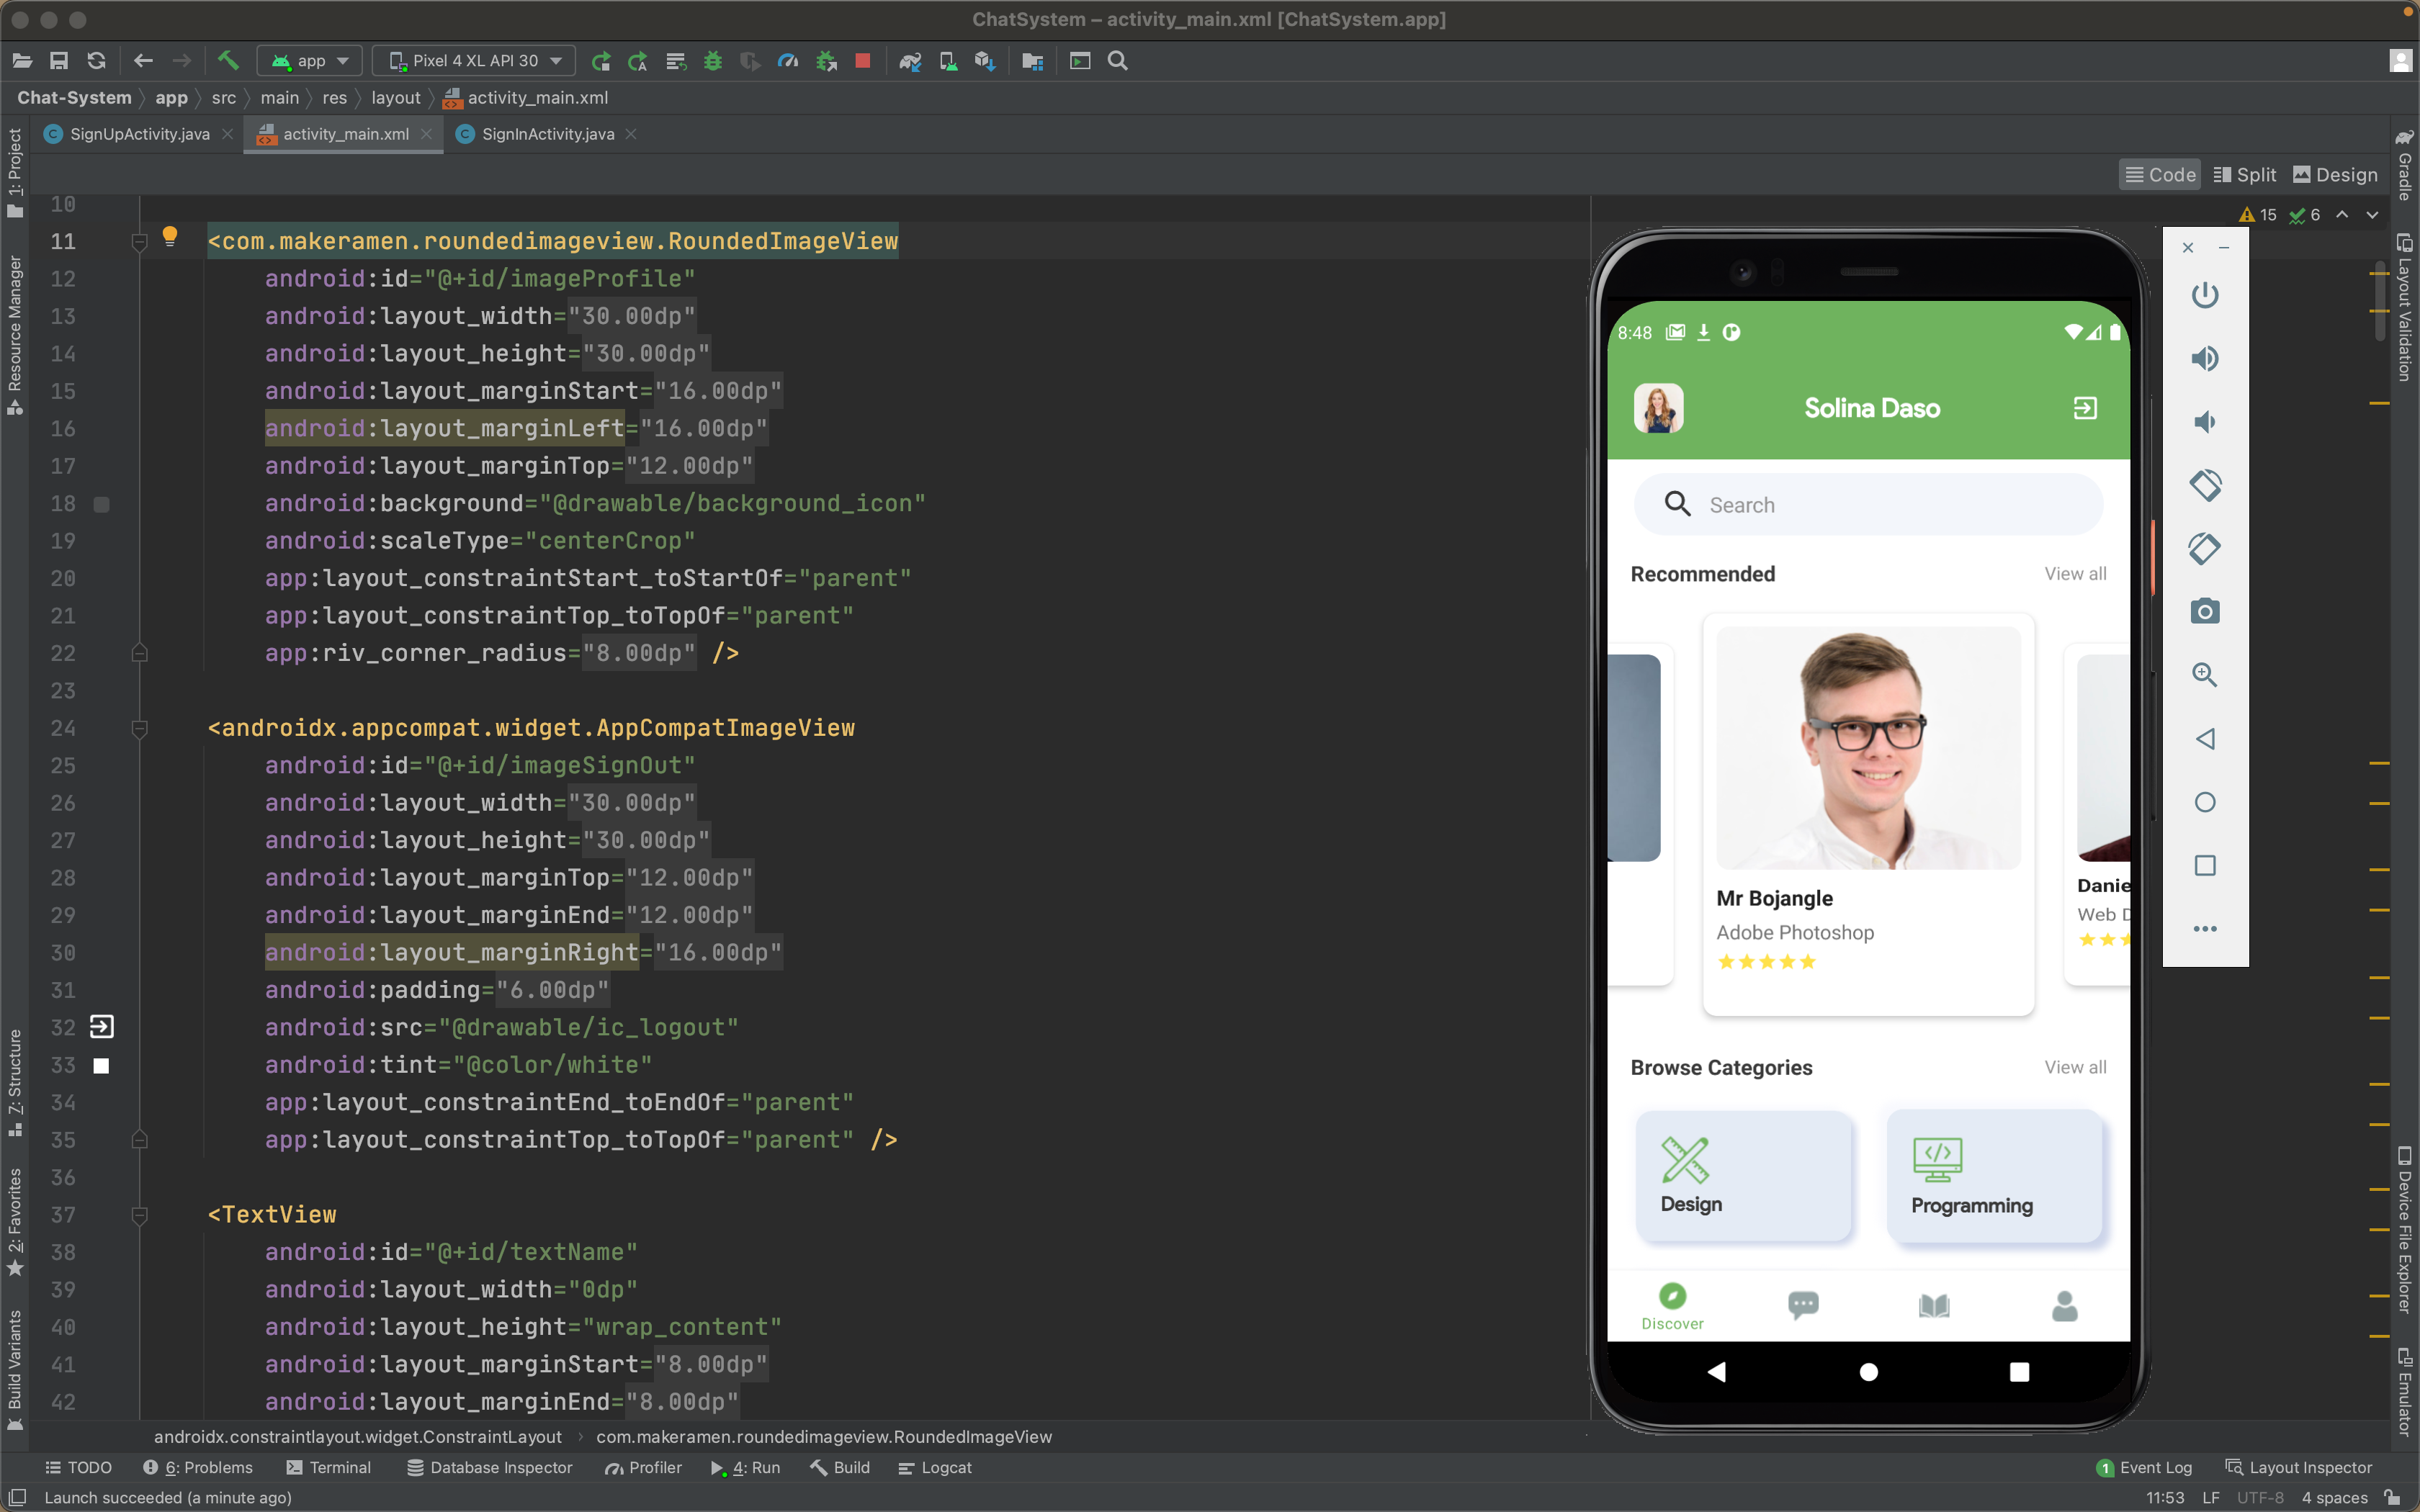 ChatSystem – activity_main.xml [ChatSystem.app]
app
Pixel 4 XL API 30
Chat-System
app
src
main
res
layout
activity_main.xml
SignUpActivity.java
activity_main.xml
SignInActivity.java
Code
Split
Design
15
6
1: Project
Resource Manager
7: Structure
2: Favorites
Build Variants
10
11 <com.makeramen.roundedimageview.RoundedImageView
12 android:id="@+id/imageProfile"
13 android:layout_width="30.00dp"
14 android:layout_height="30.00dp"
15 android:layout_marginStart="16.00dp"
16 android:layout_marginLeft="16.00dp"
17 android:layout_marginTop="12.00dp"
18 android:background="@drawable/background_icon"
19 android:scaleType="centerCrop"
20 app:layout_constraintStart_toStartOf="parent"
21 app:layout_constraintTop_toTopOf="parent"
22 app:riv_corner_radius="8.00dp" />
23
24 <androidx.appcompat.widget.AppCompatImageView
25 android:id="@+id/imageSignOut"
26 android:layout_width="30.00dp"
27 android:layout_height="30.00dp"
28 android:layout_marginTop="12.00dp"
29 android:layout_marginEnd="12.00dp"
30 android:layout_marginRight="16.00dp"
31 android:padding="6.00dp"
32 android:src="@drawable/ic_logout"
33 android:tint="@color/white"
34 app:layout_constraintEnd_toEndOf="parent"
35 app:layout_constraintTop_toTopOf="parent" />
36
37 <TextView
38 android:id="@+id/textName"
39 android:layout_width="0dp"
40 android:layout_height="wrap_content"
41 android:layout_marginStart="8.00dp"
42 android:layout_marginEnd="8.00dp"
8:48
Solina Daso
Search
Recommended
View all
Mr Bojangle
Adobe Photoshop
Danie
Web D
Browse Categories
View all
Design
Programming
Discover
Gradle
Layout Validation
Device File Explorer
Emulator
androidx.constraintlayout.widget.ConstraintLayout
com.makeramen.roundedimageview.RoundedImageView
TODO
6: Problems
Terminal
Database Inspector
Profiler
4: Run
Build
Logcat
1 Event Log
Layout Inspector
Launch succeeded (a minute ago)
11:53
LF
UTF-8
4 spaces